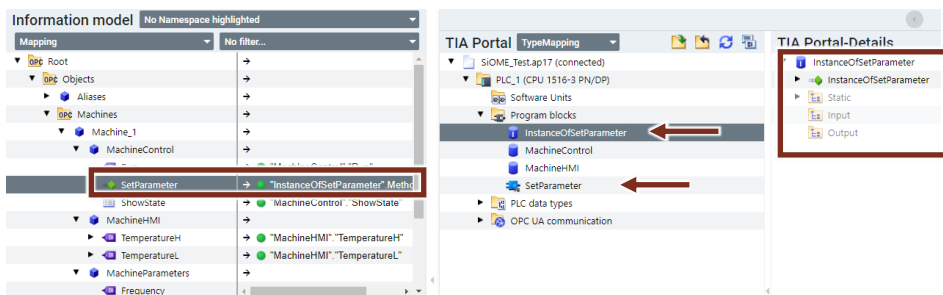 Information model No Namespace highlighted
Mapping No filter...
Root
Objects
Aliases
Machines
Machine_1
MachineControl
SetParameter "InstanceOfSetParameter".Metho
ShowState "MachineControl"."ShowState"
MachineHMI
TemperatureH "MachineHMI"."TemperatureH"
TemperatureL "MachineHMI"."TemperatureL"
MachineParameters
Frequency
TIA Portal TypeMapping
SiOME_Test.ap17 (connected)
PLC_1 (CPU 1516-3 PN/DP)
Software Units
Program blocks
InstanceOfSetParameter
MachineControl
MachineHMI
SetParameter
PLC data types
OPC UA communication
TIA Portal-Details
InstanceOfSetParameter
InstanceOfSetParameter
Static
Input
Output